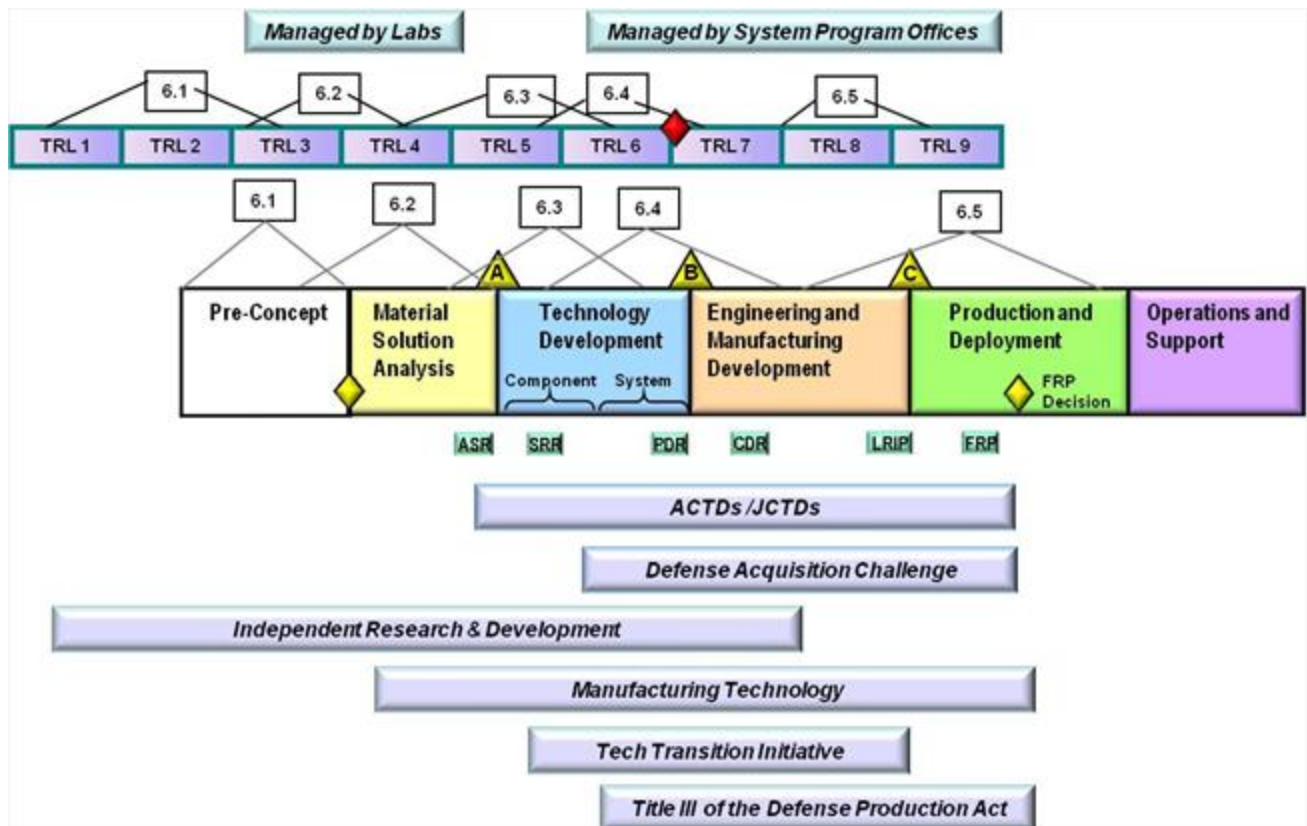 Managed by Labs
Managed by System Program Offices
6.1
6.2
6.3
6.4
6.5
TRL 1
TRL 2
TRL 3
TRL 4
TRL 5
TRL 6
TRL 7
TRL 8
TRL 9
6.1
6.2
6.3
6.4
6.5
A
B
C
Pre-Concept
Material
Solution
Analysis
Technology
Development
Component
System
Engineering and
Manufacturing
Development
Production and
Deployment
FRP
Decision
Operations and
Support
ASR
SRR
PDR
CDR
LRIP
FRP
ACTDs /JCTDs
Defense Acquisition Challenge
Independent Research & Development
Manufacturing Technology
Tech Transition Initiative
Title III of the Defense Production Act